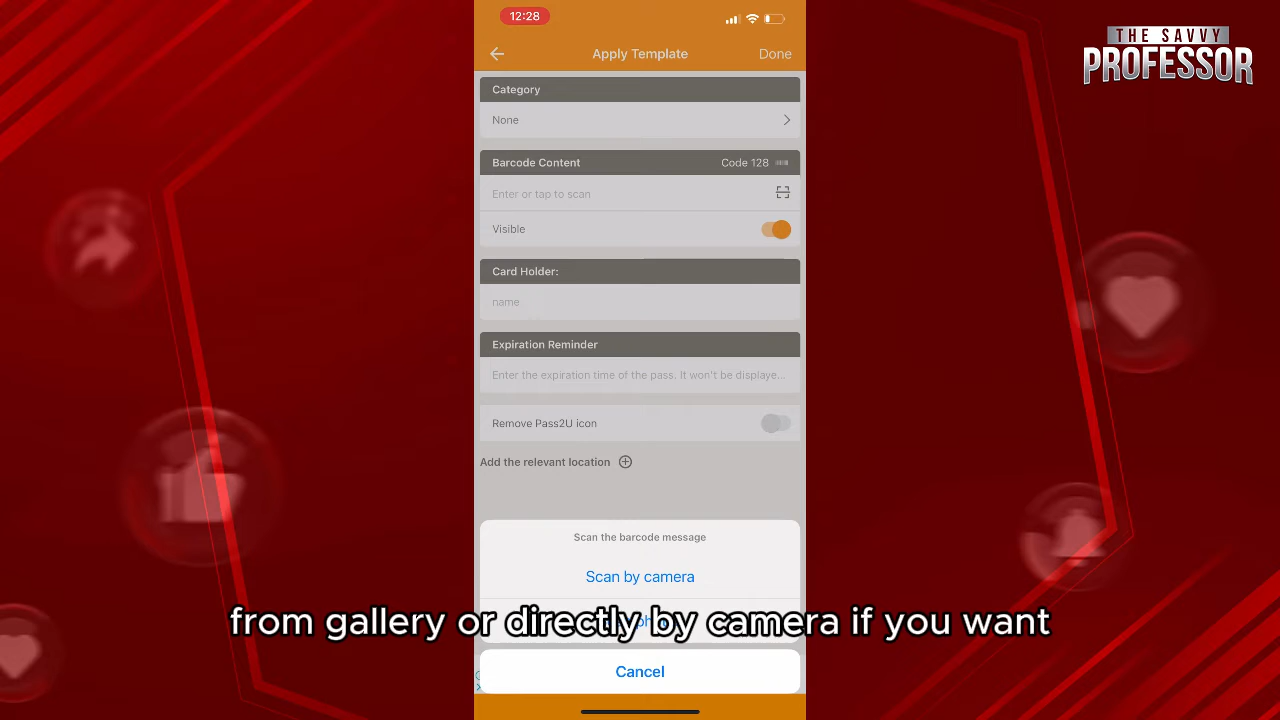 12:28
THE SAVVY
PROFESSOR
Apply Template
Done
Category
None
Barcode Content
Code 128
Enter or tap to scan
Visible
Card Holder:
name
Expiration Reminder
Enter the expiration time of the pass. It won't be displaye...
Remove Pass2U icon
Add the relevant location
Scan the barcode message
Scan by camera
from gallery or directly by camera if you want
Cancel